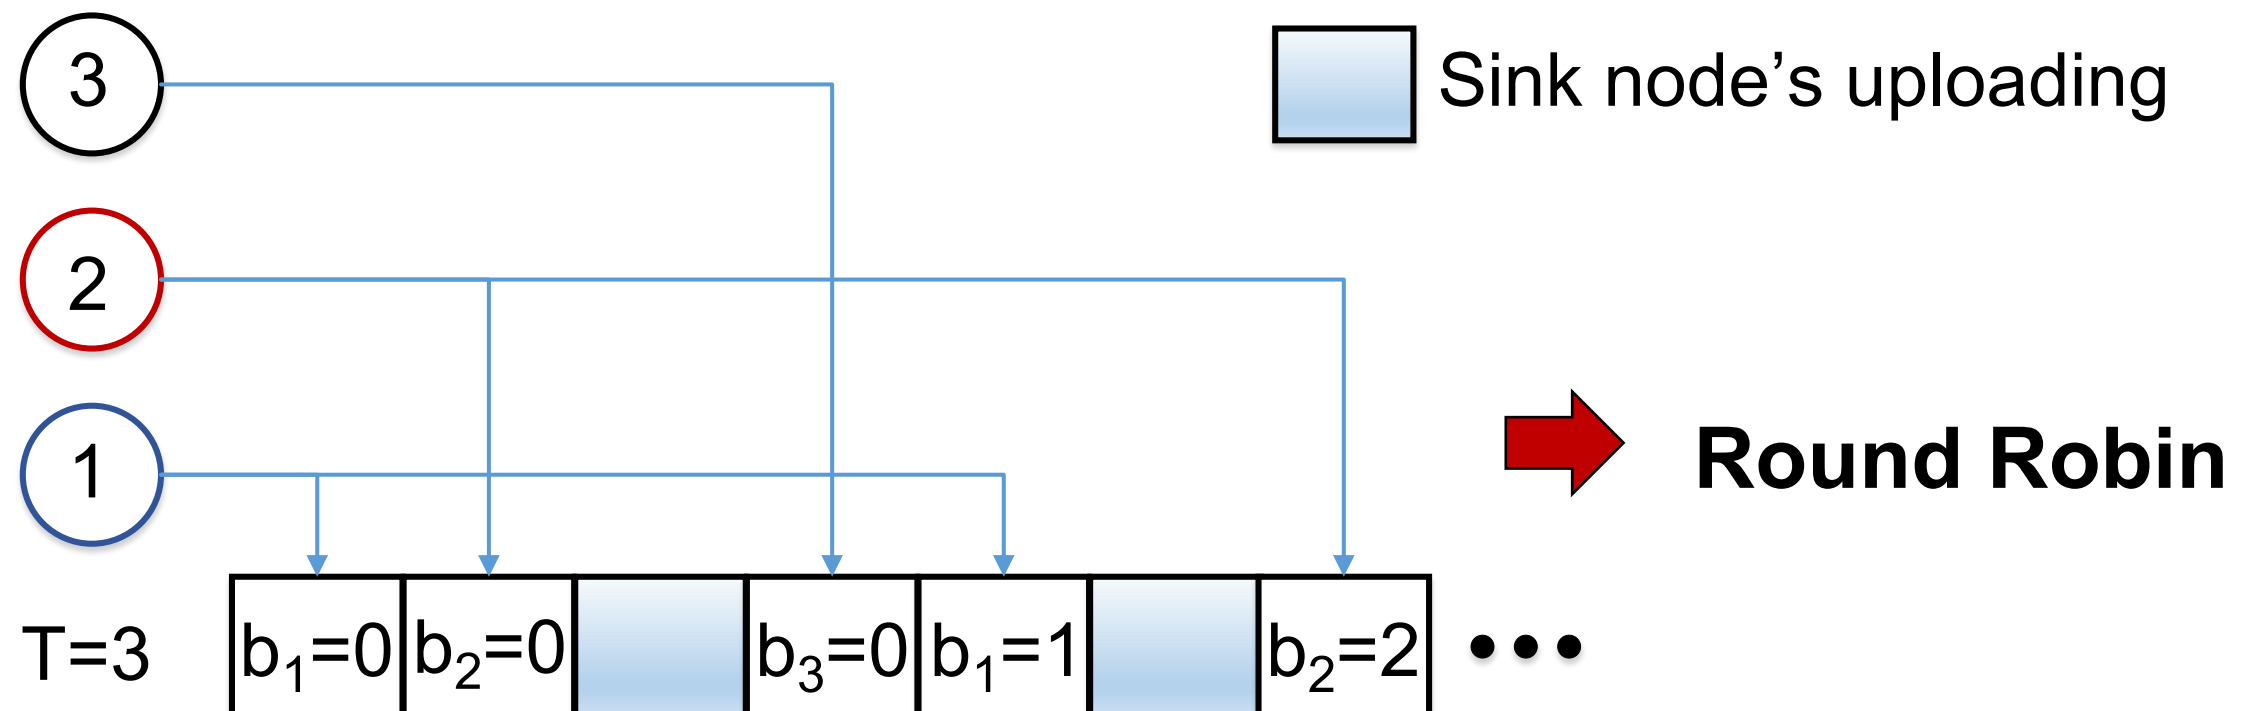 3
Sink node’s uploading
2
1
Round Robin
T=3
b₁=0
b₂=0
b₃=0
b₁=1
b₂=2
•••